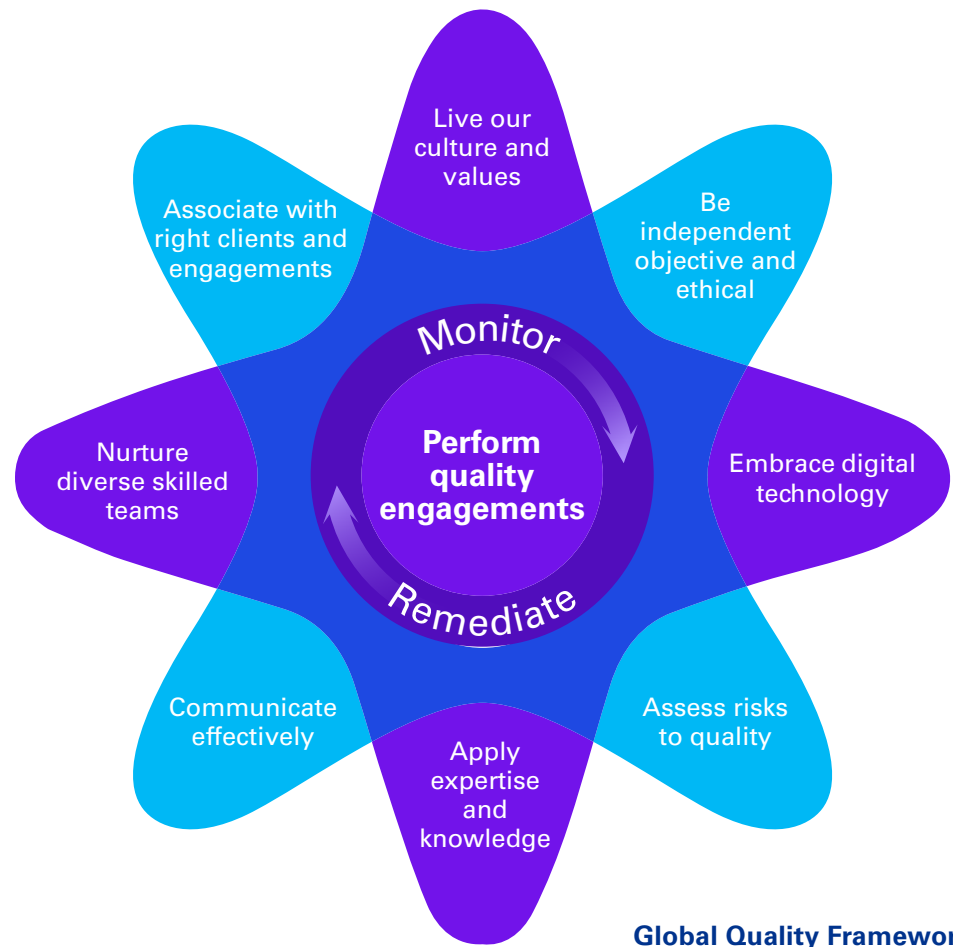 Live our
culture and
values
Be
independent
objective and
ethical
Embrace digital
technology
Assess risks
to quality
Apply
expertise
and
knowledge
Communicate
effectively
Nurture
diverse skilled
teams
Associate with
right clients and
engagements
Monitor
Perform
quality
engagements
Remediate
Global Quality Framewor